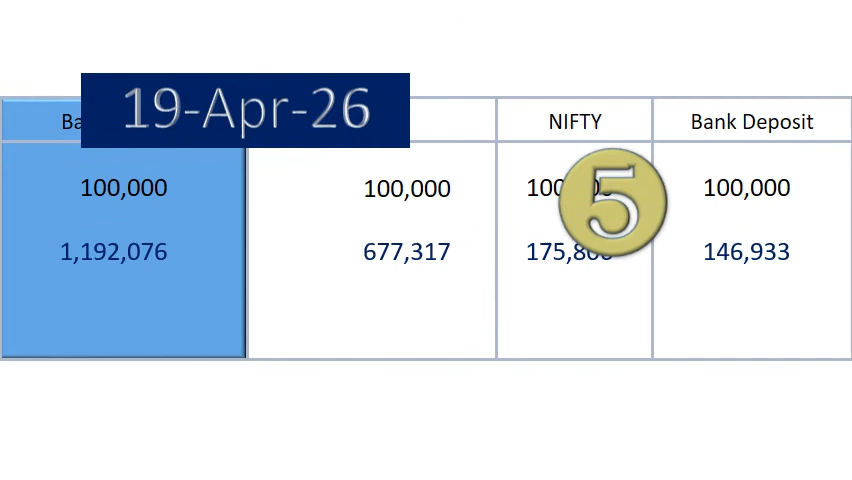 19-Apr-26
NIFTY Bank Deposit
100,000 100,000 100,000
5
1,192,076 677,317 146,933